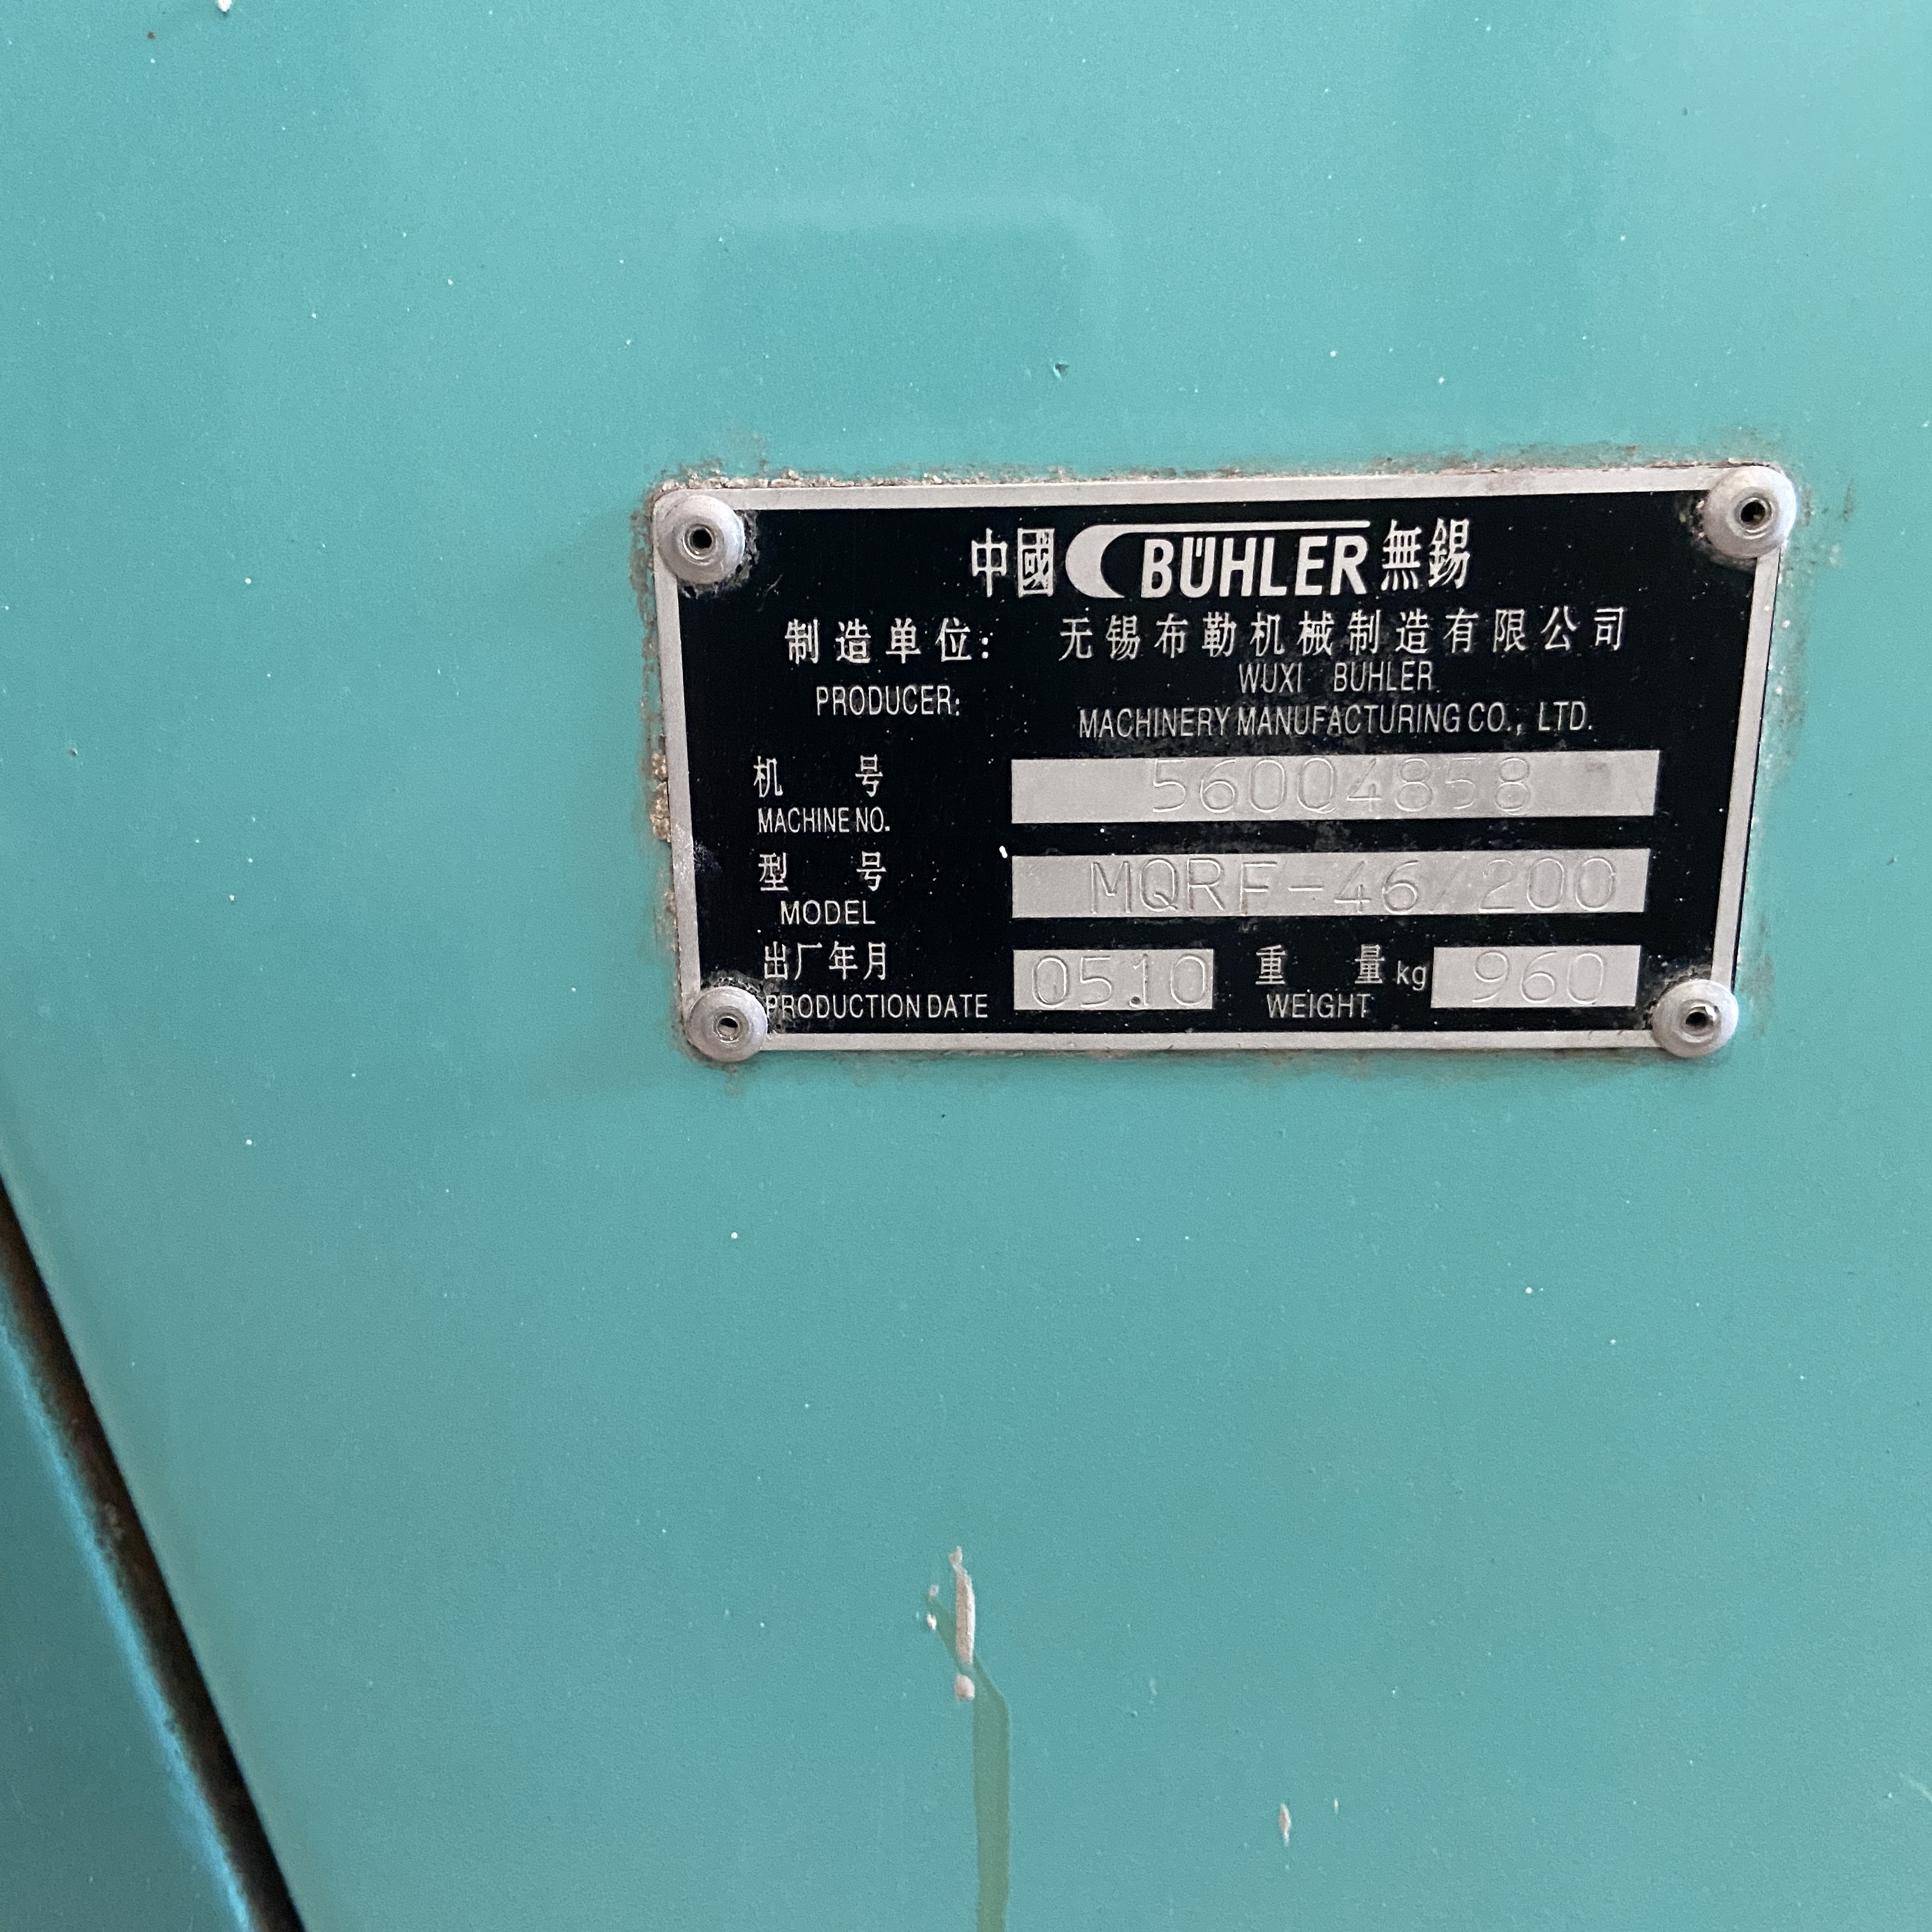 中國 BÜHLER 無錫
制造单位: 无锡布勒机械制造有限公司
PRODUCER: WUXI BUHLER
MACHINERY MANUFACTURING CO., LTD.
机 号 56004858
MACHINE NO.
型 号 MQRF-46/200
MODEL
出厂年月 0510 重 量 kg 960
PRODUCTION DATE WEIGHT